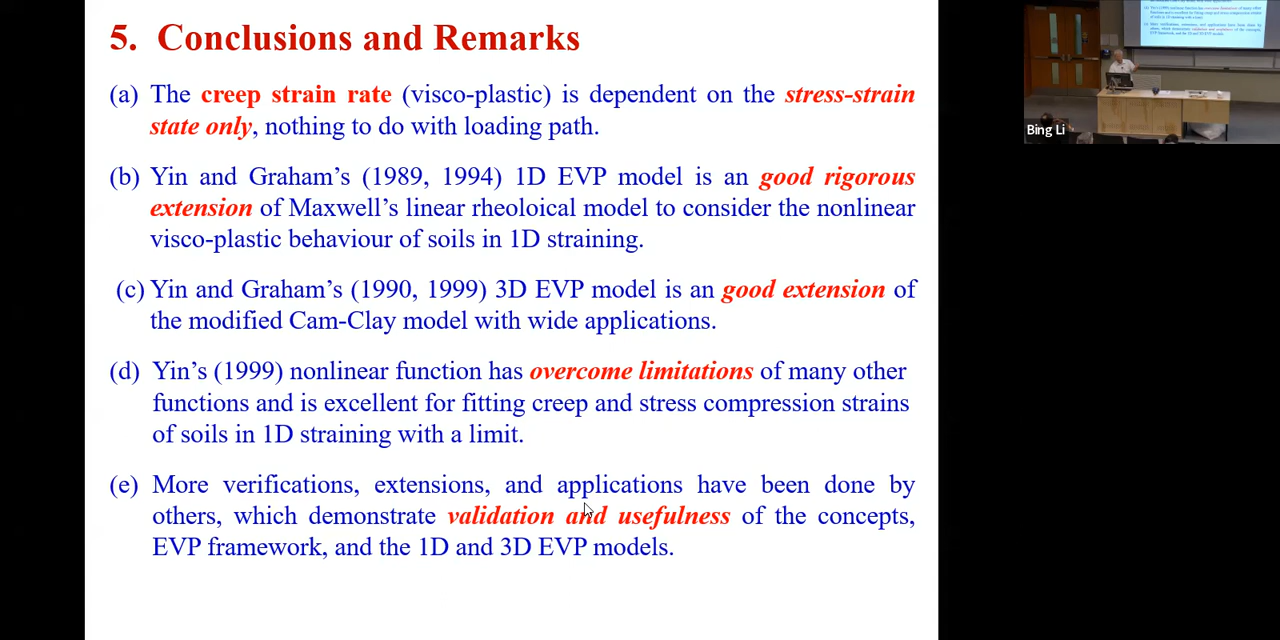 5. Conclusions and Remarks
(a) The creep strain rate (visco-plastic) is dependent on the stress-strain
state only, nothing to do with loading path.
(b) Yin and Graham's (1989, 1994) 1D EVP model is an good rigorous
extension of Maxwell's linear rheoloical model to consider the nonlinear
visco-plastic behaviour of soils in 1D straining.
(c) Yin and Graham's (1990, 1999) 3D EVP model is an good extension of
the modified Cam-Clay model with wide applications.
(d) Yin's (1999) nonlinear function has overcome limitations of many other
functions and is excellent for fitting creep and stress compression strains
of soils in 1D straining with a limit.
(e) More verifications, extensions, and applications have been done by
others, which demonstrate validation and usefulness of the concepts,
EVP framework, and the 1D and 3D EVP models.
Bing Li